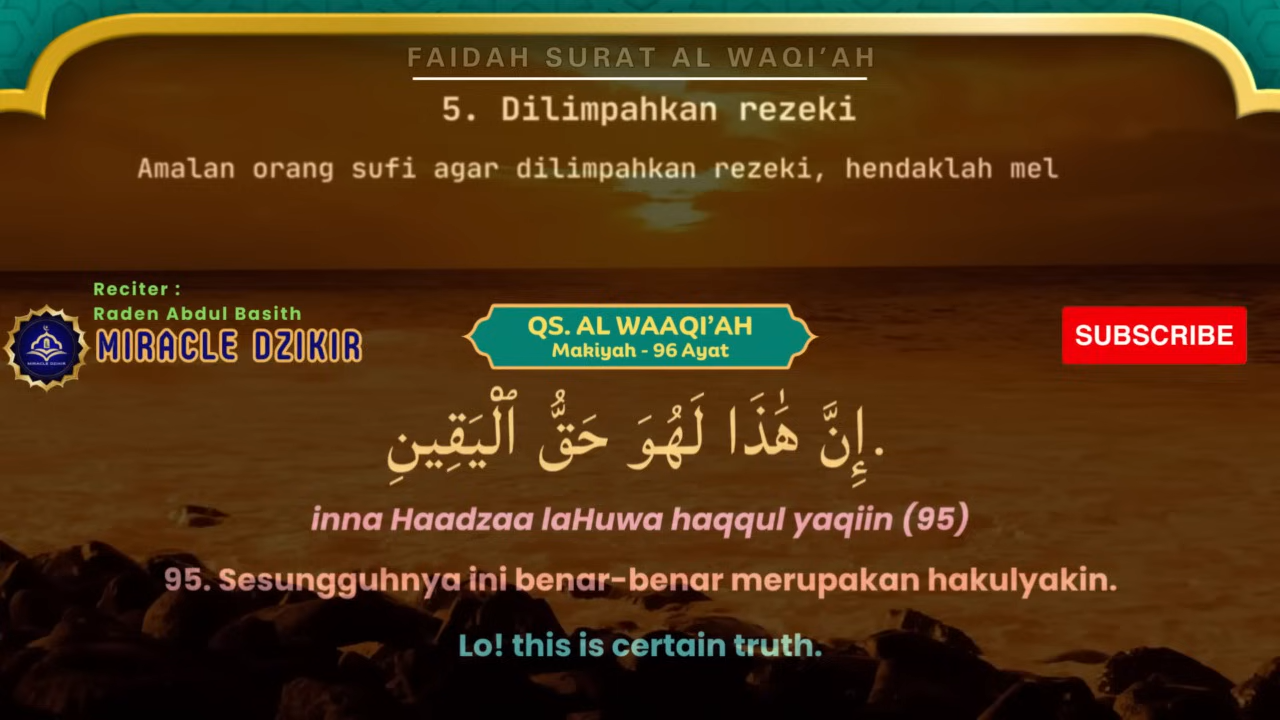 FAIDAH SURAT AL WAQI'AH
5. Dilimpahkan rezeki
Amalan orang sufi agar dilimpahkan rezeki, hendaklah mel
Reciter :
Raden Abdul Basith
MIRACLE DZIKIR
QS. AL WAAQI'AH
Makiyah - 96 Ayat
SUBSCRIBE
.إِنَّ هَٰذَا لَهُوَ حَقُّ ٱلْيَقِينِ
inna Haadzaa laHuwa haqqul yaqiin (95)
95. Sesungguhnya ini benar-benar merupakan hakulyakin.
Lo! this is certain truth.